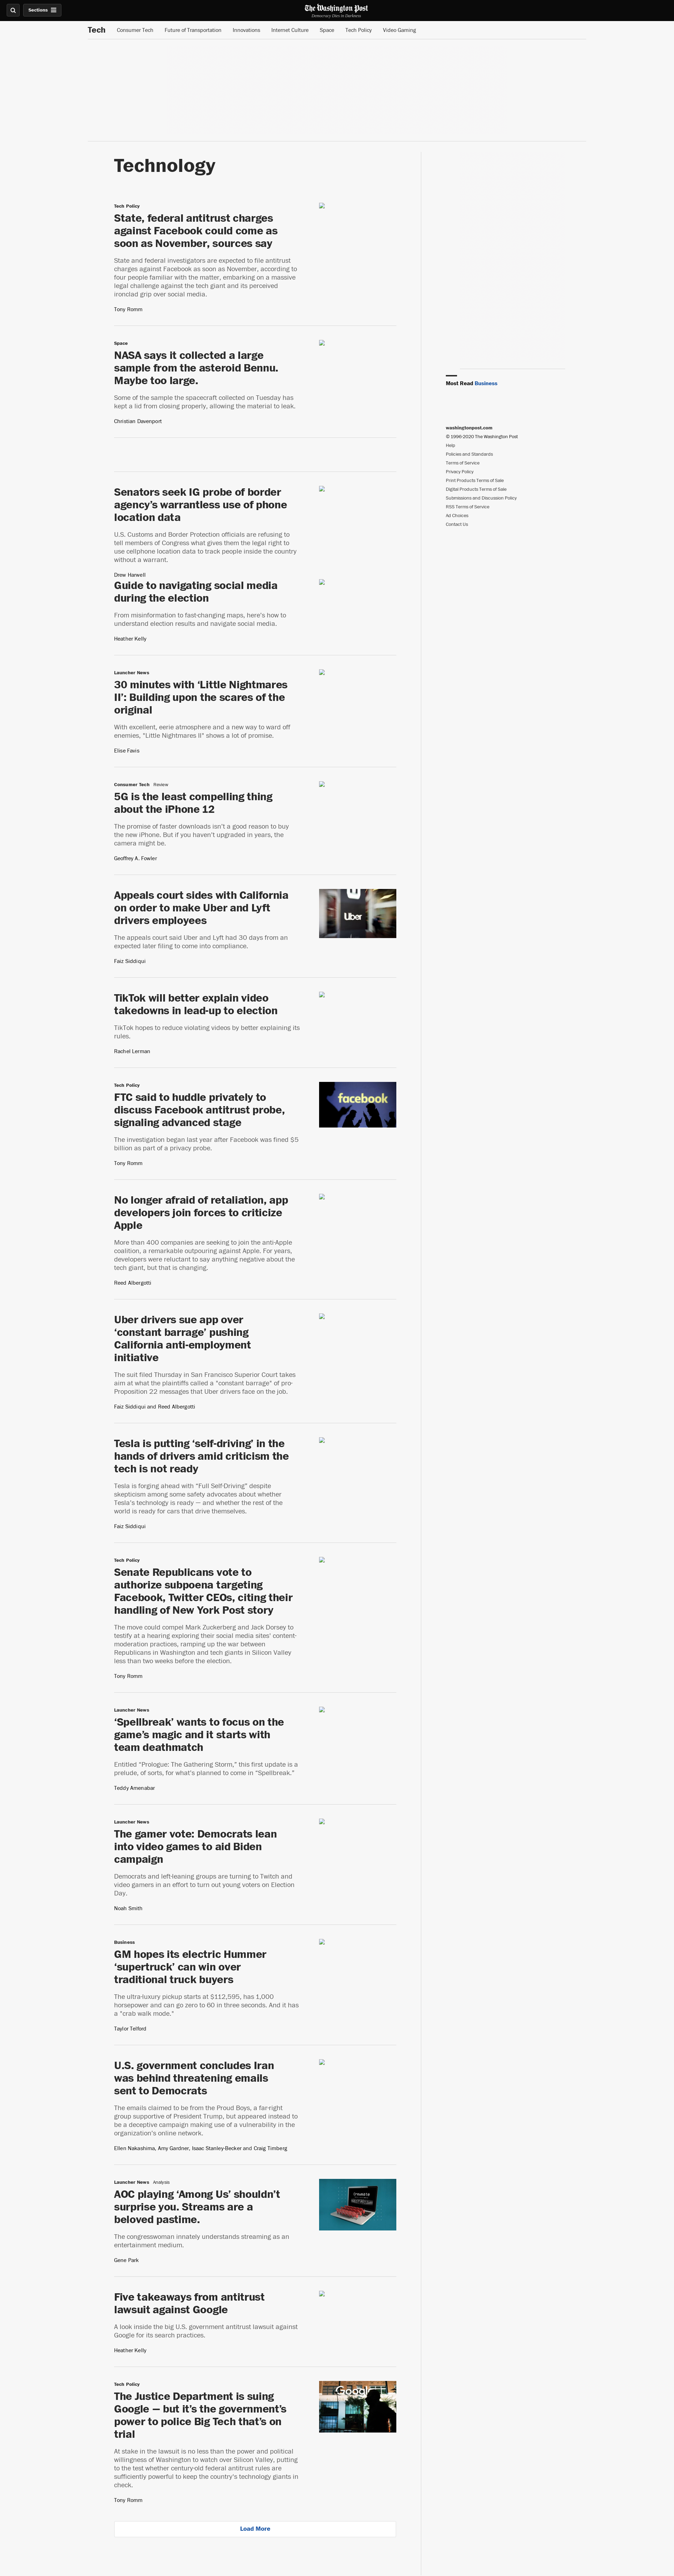 Sections
The Washington Post
Democracy Dies in Darkness
Tech
Consumer Tech
Future of Transportation
Innovations
Internet Culture
Space
Tech Policy
Video Gaming
Technology
Tech Policy
State, federal antitrust charges
against Facebook could come as
soon as November, sources say
State and federal investigators are expected to file antitrust
charges against Facebook as soon as November, according to
four people familiar with the matter, embarking on a massive
legal challenge against the tech giant and its perceived
ironclad grip over social media.
Tony Romm
Space
NASA says it collected a large
sample from the asteroid Bennu.
Maybe too large.
Some of the sample the spacecraft collected on Tuesday has
kept a lid from closing properly, allowing the material to leak.
Christian Davenport
Senators seek IG probe of border
agency’s warrantless use of phone
location data
U.S. Customs and Border Protection officials are refusing to
tell members of Congress what gives them the legal right to
use cellphone location data to track people inside the country
without a warrant.
Drew Harwell
Guide to navigating social media
during the election
From misinformation to fast-changing maps, here's how to
understand election results and navigate social media.
Heather Kelly
Launcher News
30 minutes with ‘Little Nightmares
II’: Building upon the scares of the
original
With excellent, eerie atmosphere and a new way to ward off
enemies, "Little Nightmares II" shows a lot of promise.
Elise Favis
Consumer Tech Review
5G is the least compelling thing
about the iPhone 12
The promise of faster downloads isn't a good reason to buy
the new iPhone. But if you haven't upgraded in years, the
camera might be.
Geoffrey A. Fowler
Appeals court sides with California
on order to make Uber and Lyft
drivers employees
The appeals court said Uber and Lyft had 30 days from an
expected later filing to come into compliance.
Faiz Siddiqui
Uber
TikTok will better explain video
takedowns in lead-up to election
TikTok hopes to reduce violating videos by better explaining its
rules.
Rachel Lerman
Tech Policy
FTC said to huddle privately to
discuss Facebook antitrust probe,
signaling advanced stage
The investigation began last year after Facebook was fined $5
billion as part of a privacy probe.
Tony Romm
facebook
No longer afraid of retaliation, app
developers join forces to criticize
Apple
More than 400 companies are seeking to join the anti-Apple
coalition, a remarkable outpouring against Apple. For years,
developers were reluctant to say anything negative about the
tech giant, but that is changing.
Reed Albergotti
Uber drivers sue app over
‘constant barrage’ pushing
California anti-employment
initiative
The suit filed Thursday in San Francisco Superior Court takes
aim at what the plaintiffs called a "constant barrage" of pro-
Proposition 22 messages that Uber drivers face on the job.
Faiz Siddiqui and Reed Albergotti
Tesla is putting ‘self-driving’ in the
hands of drivers amid criticism the
tech is not ready
Tesla is forging ahead with "Full Self-Driving" despite
skepticism among some safety advocates about whether
Tesla's technology is ready — and whether the rest of the
world is ready for cars that drive themselves.
Faiz Siddiqui
Tech Policy
Senate Republicans vote to
authorize subpoena targeting
Facebook, Twitter CEOs, citing their
handling of New York Post story
The move could compel Mark Zuckerberg and Jack Dorsey to
testify at a hearing exploring their social media sites' content-
moderation practices, ramping up the war between
Republicans in Washington and tech giants in Silicon Valley
less than two weeks before the election.
Tony Romm
Launcher News
‘Spellbreak’ wants to focus on the
game’s magic and it starts with
team deathmatch
Entitled "Prologue: The Gathering Storm," this first update is a
prelude, of sorts, for what's planned to come in "Spellbreak."
Teddy Amenabar
Launcher News
The gamer vote: Democrats lean
into video games to aid Biden
campaign
Democrats and left-leaning groups are turning to Twitch and
video gamers in an effort to turn out young voters on Election
Day.
Noah Smith
Business
GM hopes its electric Hummer
‘supertruck’ can win over
traditional truck buyers
The ultra-luxury pickup starts at $112,595, has 1,000
horsepower and can go zero to 60 in three seconds. And it has
a "crab walk mode."
Taylor Telford
U.S. government concludes Iran
was behind threatening emails
sent to Democrats
The emails claimed to be from the Proud Boys, a far-right
group supportive of President Trump, but appeared instead to
be a deceptive campaign making use of a vulnerability in the
organization's online network.
Ellen Nakashima, Amy Gardner, Isaac Stanley-Becker and Craig Timberg
Launcher News Analysis
AOC playing ‘Among Us’ shouldn’t
surprise you. Streams are a
beloved pastime.
The congresswoman innately understands streaming as an
entertainment medium.
Gene Park
Five takeaways from antitrust
lawsuit against Google
A look inside the big U.S. government antitrust lawsuit against
Google for its search practices.
Heather Kelly
Tech Policy
The Justice Department is suing
Google — but it’s the government’s
power to police Big Tech that’s on
trial
At stake in the lawsuit is no less than the power and political
willingness of Washington to watch over Silicon Valley, putting
to the test whether century-old federal antitrust rules are
sufficiently powerful to keep the country's technology giants in
check.
Tony Romm
Google
Load More
Most Read Business
washingtonpost.com
© 1996-2020 The Washington Post
Help
Policies and Standards
Terms of Service
Privacy Policy
Print Products Terms of Sale
Digital Products Terms of Sale
Submissions and Discussion Policy
RSS Terms of Service
Ad Choices
Contact Us